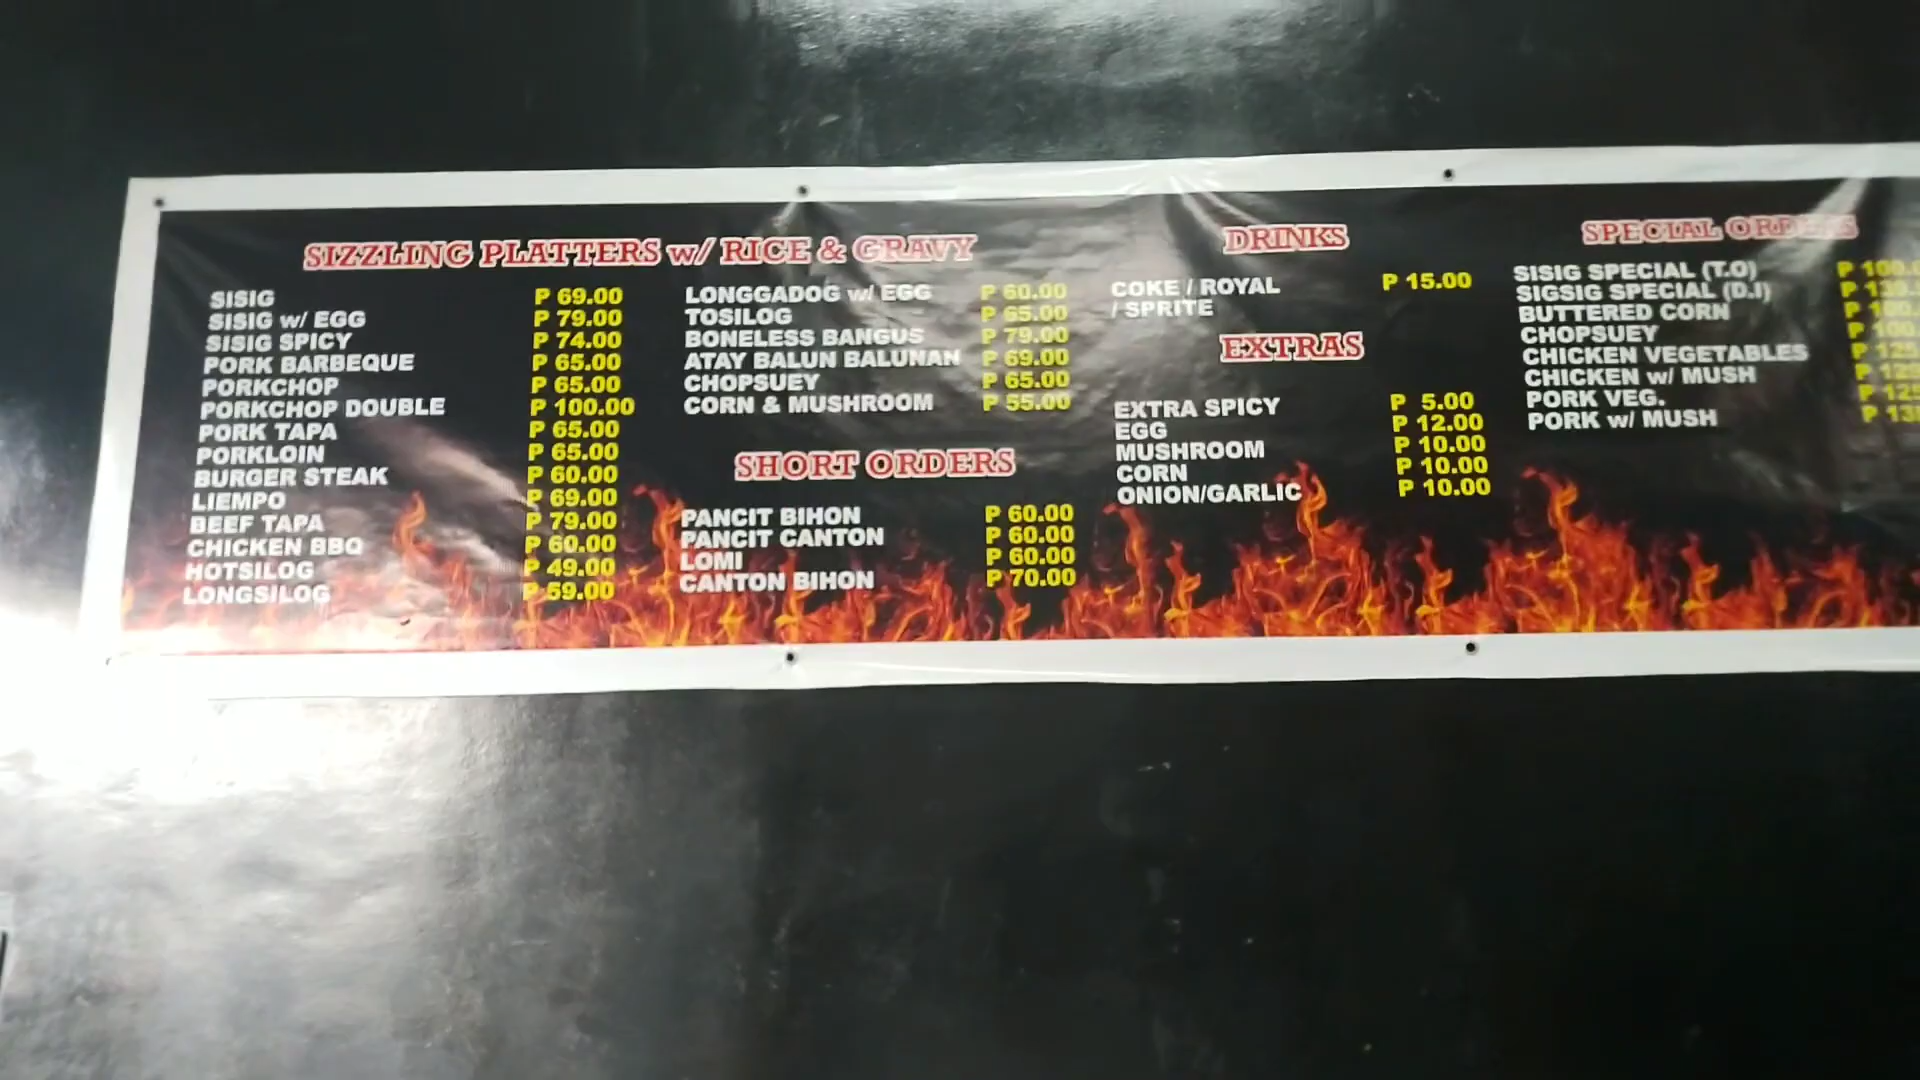 SIZZLING PLATTERS w/ RICE & GRAVY
SISIG P 69.00
SISIG w/ EGG P 79.00
SISIG SPICY P 74.00
PORK BARBEQUE P 65.00
PORKCHOP P 65.00
PORKCHOP DOUBLE P 100.00
PORK TAPA P 65.00
PORKLOIN P 65.00
BURGER STEAK P 60.00
LIEMPO P 69.00
BEEF TAPA P 79.00
CHICKEN BBQ P 60.00
HOTSILOG P 49.00
LONGSILOG P 59.00
LONGGADOG w/ EGG P 60.00
TOSILOG P 65.00
BONELESS BANGUS P 79.00
ATAY BALUN BALUNAN P 69.00
CHOPSUEY P 65.00
CORN & MUSHROOM P 55.00
SHORT ORDERS
PANCIT BIHON P 60.00
PANCIT CANTON P 60.00
LOMI P 60.00
CANTON BIHON P 70.00
DRINKS
COKE / ROYAL P 15.00
/ SPRITE
EXTRAS
EXTRA SPICY P 5.00
EGG P 12.00
MUSHROOM P 10.00
CORN P 10.00
ONION/GARLIC P 10.00
SPECIAL ORDERS
SISIG SPECIAL (T.O) P 100.
SIGSIG SPECIAL (D.I) P
BUTTERED CORN P
CHOPSUEY P
CHICKEN VEGETABLES P
CHICKEN w/ MUSH P
PORK VEG. P
PORK w/ MUSH P